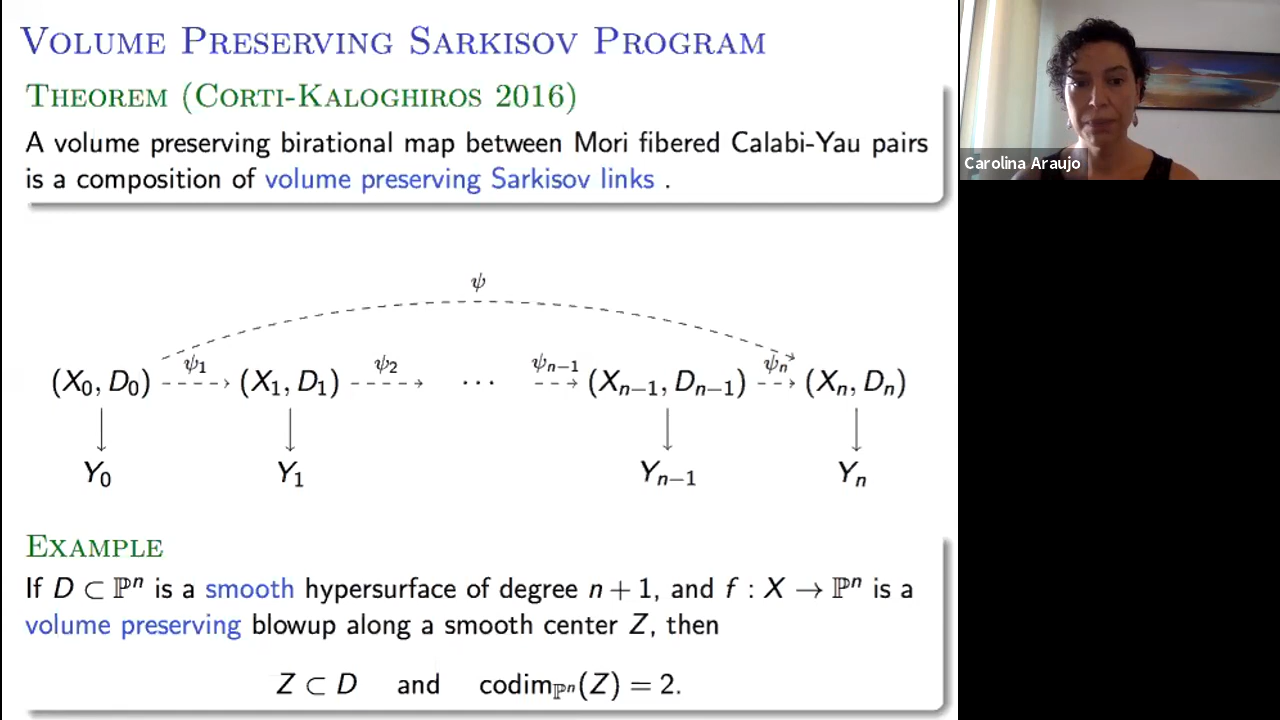 VOLUME PRESERVING SARKISOV PROGRAM
THEOREM (CORTI-KALOGHIROS 2016)
A volume preserving birational map between Mori fibered Calabi-Yau pairs
is a composition of volume preserving Sarkisov links .
ψ
ψ₁ ψ₂ ψₙ₋₁ ψₙ
(X₀, D₀) (X₁, D₁) ⋯ (Xₙ₋₁, Dₙ₋₁) (Xₙ, Dₙ)
Y₀ Y₁ Yₙ₋₁ Yₙ
EXAMPLE
If D ⊂ ℙⁿ is a smooth hypersurface of degree n + 1, and f : X → ℙⁿ is a
volume preserving blowup along a smooth center Z, then
Z ⊂ D and codim_ℙⁿ(Z) = 2.
Carolina Araujo